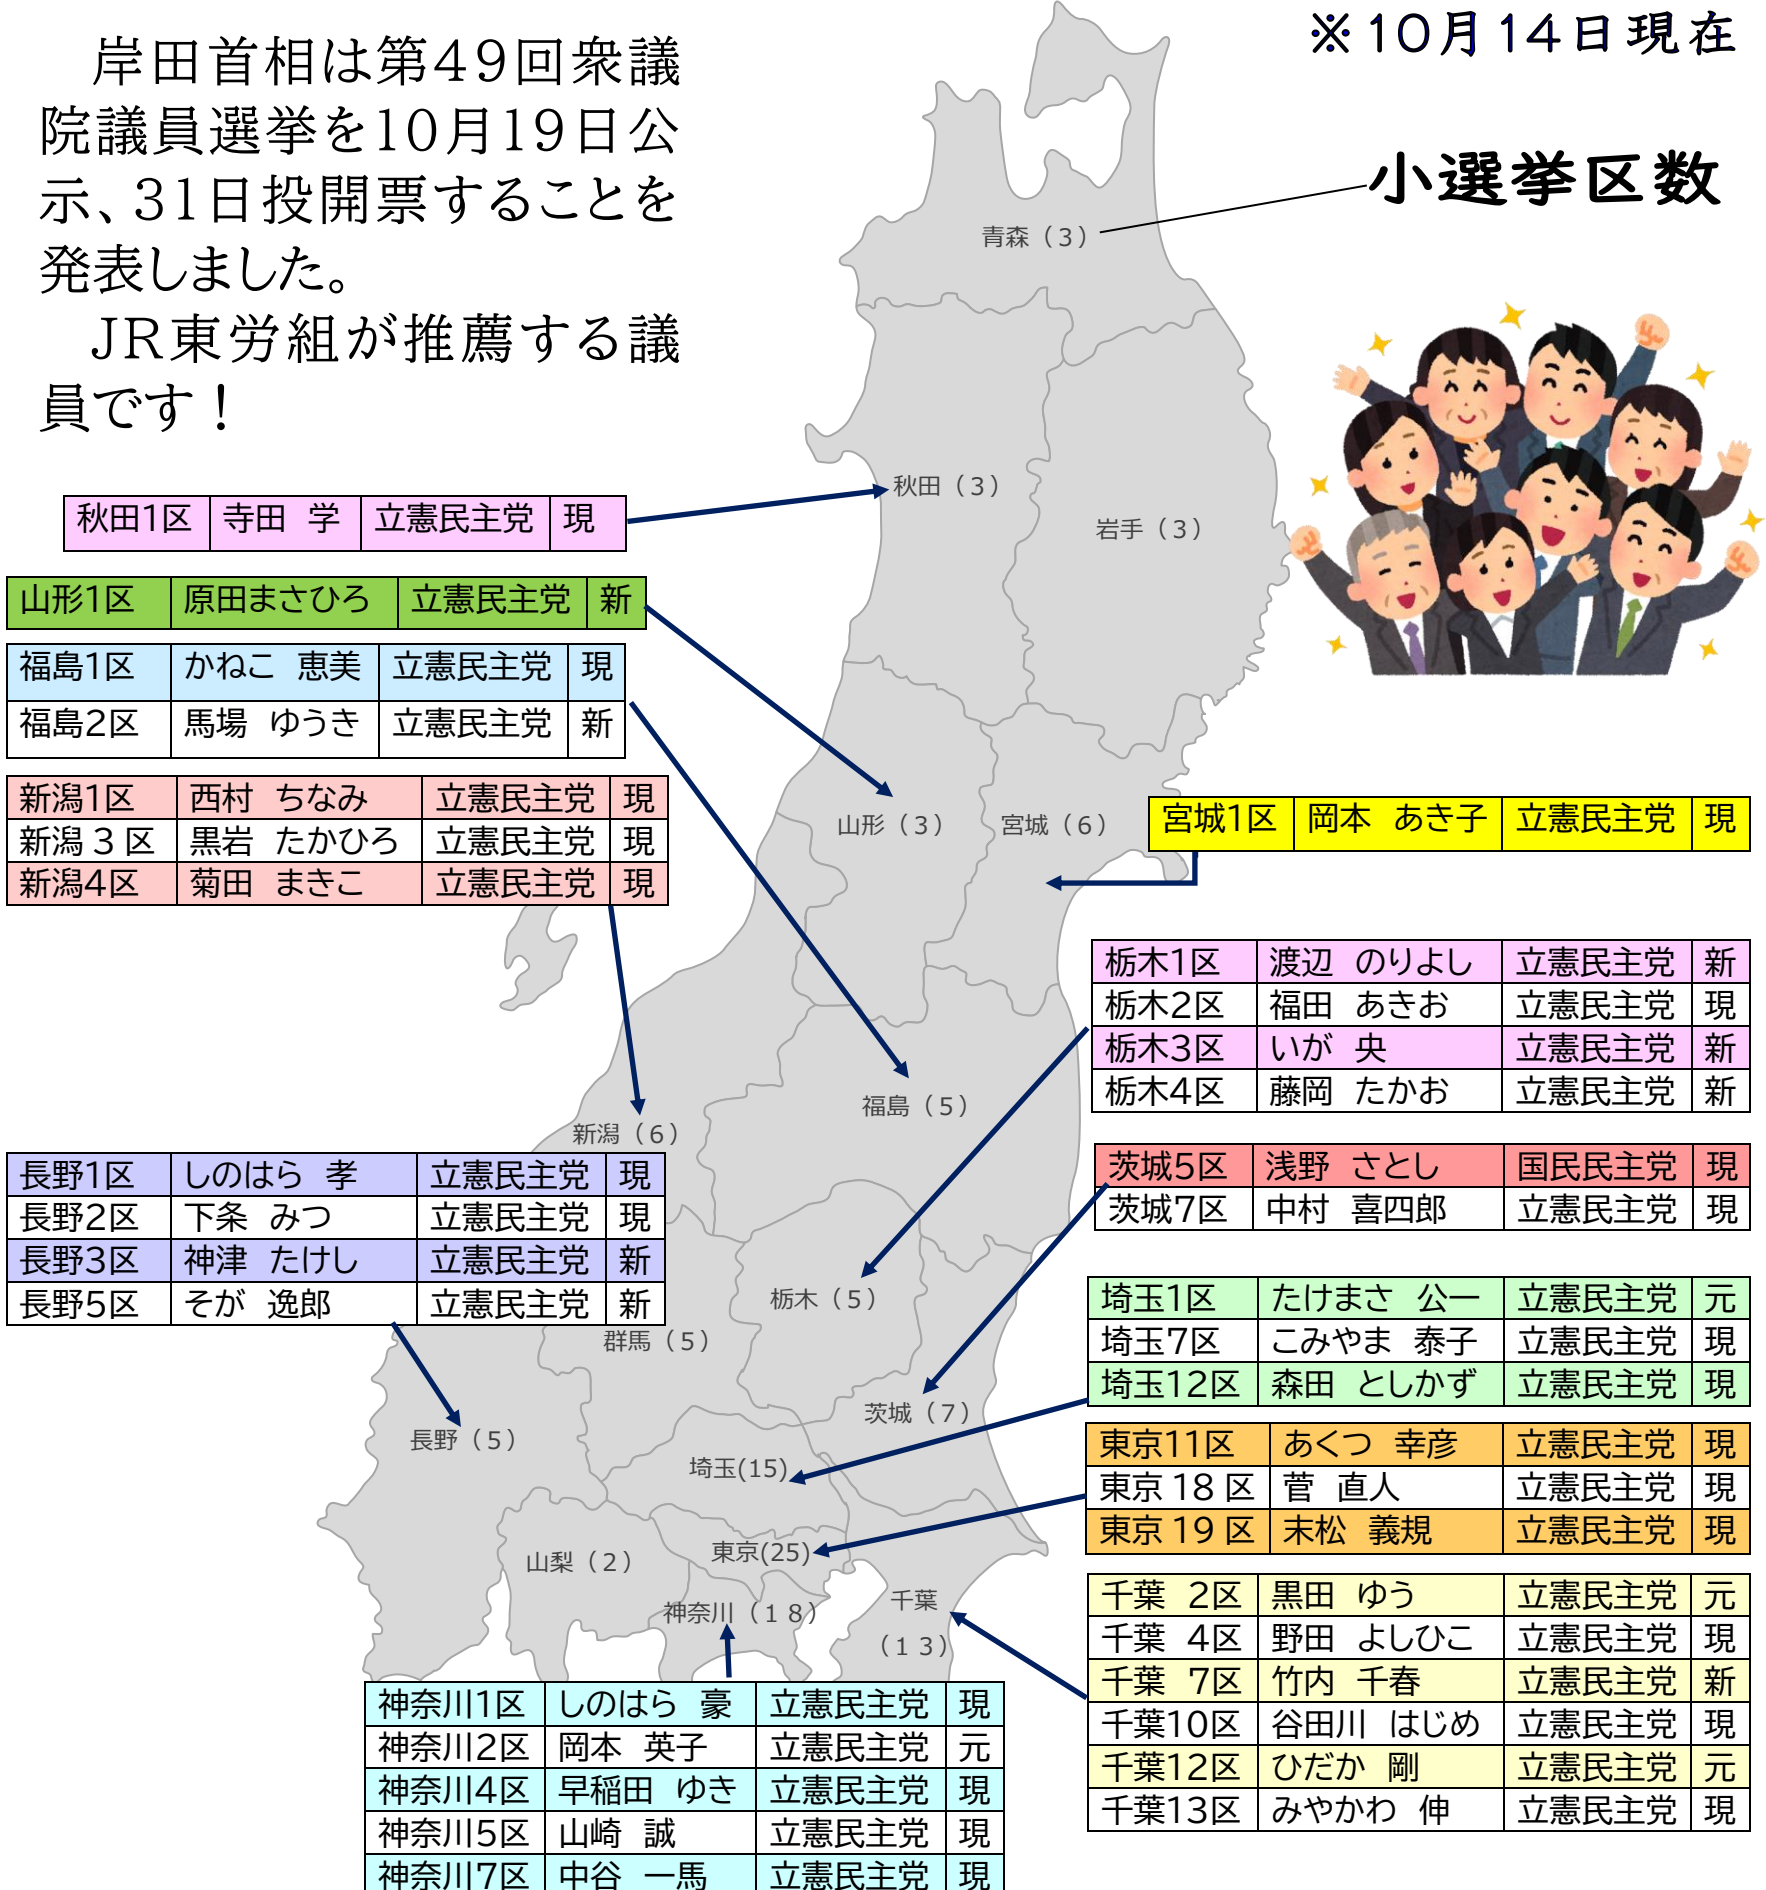 ※10月14日現在
岸田首相は第49回衆議
院議員選挙を10月19日公
示、31日投開票することを
発表しました。
JR東労組が推薦する議
員です！
小選挙区数
青森（3）
秋田（3）
岩手（3）
秋田1区 寺田 学 立憲民主党 現
山形1区 原田まさひろ 立憲民主党 新
福島1区 かねこ 恵美 立憲民主党 現
福島2区 馬場 ゆうき 立憲民主党 新
新潟1区 西村 ちなみ 立憲民主党 現
新潟3区 黒岩 たかひろ 立憲民主党 現
新潟4区 菊田 まきこ 立憲民主党 現
山形（3）
宮城（6）
宮城1区 岡本 あき子 立憲民主党 現
栃木1区 渡辺 のりよし 立憲民主党 新
栃木2区 福田 あきお 立憲民主党 現
栃木3区 いが 央 立憲民主党 新
栃木4区 藤岡 たかお 立憲民主党 新
福島（5）
新潟（6）
長野1区 しのはら 孝 立憲民主党 現
長野2区 下条 みつ 立憲民主党 現
長野3区 神津 たけし 立憲民主党 新
長野5区 そが 逸郎 立憲民主党 新
茨城5区 浅野 さとし 国民民主党 現
茨城7区 中村 喜四郎 立憲民主党 現
栃木（5）
群馬（5）
埼玉1区 たけまさ 公一 立憲民主党 元
埼玉7区 こみやま 泰子 立憲民主党 現
埼玉12区 森田 としかず 立憲民主党 現
茨城（7）
長野（5）
埼玉(15)
東京11区 あくつ 幸彦 立憲民主党 現
東京18区 菅 直人 立憲民主党 現
東京19区 末松 義規 立憲民主党 現
東京(25)
山梨（2）
神奈川（18）
千葉
（13）
千葉 2区 黒田 ゆう 立憲民主党 元
千葉 4区 野田 よしひこ 立憲民主党 現
千葉 7区 竹内 千春 立憲民主党 新
千葉10区 谷田川 はじめ 立憲民主党 現
千葉12区 ひだか 剛 立憲民主党 元
千葉13区 みやかわ 伸 立憲民主党 現
神奈川1区 しのはら 豪 立憲民主党 現
神奈川2区 岡本 英子 立憲民主党 元
神奈川4区 早稲田 ゆき 立憲民主党 現
神奈川5区 山崎 誠 立憲民主党 現
神奈川7区 中谷 一馬 立憲民主党 現